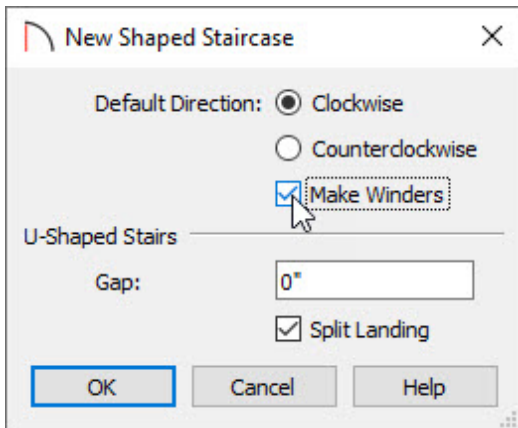 New Shaped Staircase
Default Direction: Clockwise
Counterclockwise
Make Winders
U-Shaped Stairs
Gap: 0"
Split Landing
OK Cancel Help